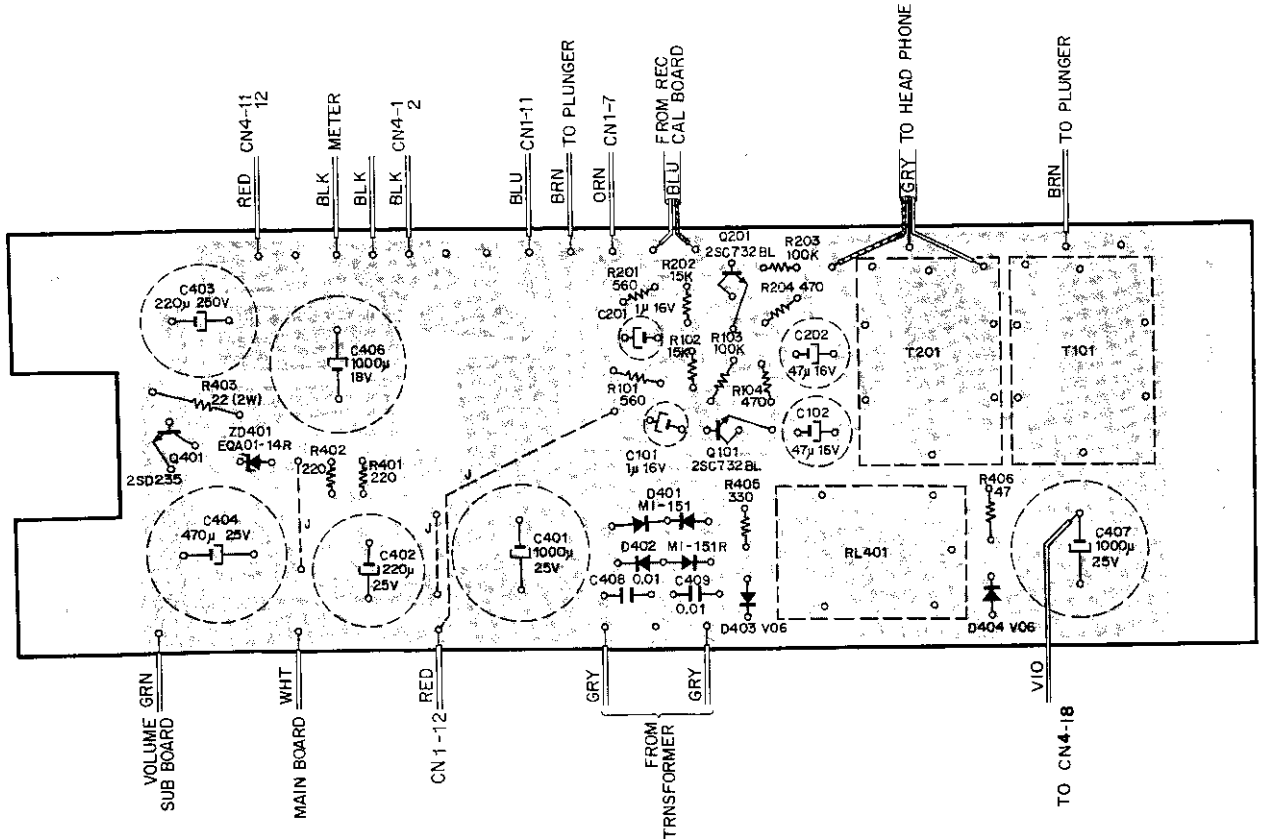 RED
CN4-11
12
BLK
METER
BLK
BLK
CN4-1
2
BLU
CN1-11
BRN
TO PLUNGER
ORN
CN1-7
FROM REC
CAL BOARD
BLU
GRY
TO HEAD PHONE
BRN
TO PLUNGER
C403
220μ 250V
C406
1000μ
18V
R403
22 (2W)
ZD401
EQA01-14R
Q401
2SD235
R402
220
R401
220
C404
470μ 25V
J
C402
220μ
25V
J
J
C401
1000μ
25V
R201
560
1μ 16V
C201
R202
15K
Q201
2SC732BL
R203
100K
R204 470
R102
15K
R103
100K
C202
47μ 16V
R101
560
R104
470
C101
1μ 16V
Q101
2SC732BL
C102
47μ 16V
T201
T101
D401
MI-151
D402
MI-151R
C408
0.01
C409
0.01
R405
330
D403 V06
RL401
R406
47
D404 V06
C407
1000μ
25V
VOLUME
SUB BOARD
GRN
MAIN BOARD
WHT
CN1-12
RED
GRY
GRY
FROM
TRNSFORMER
VIO
TO CN4-18